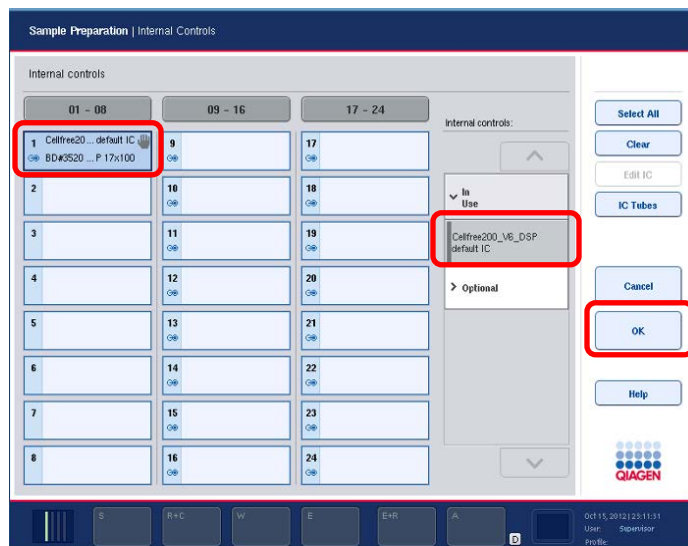 Sample Preparation | Internal Controls
Internal controls
01 - 08
09 - 16
17 - 24
Internal controls:
1 Cellfree20 ... default IC
BD#3520 ... P 17x100
9
17
2
10
18
3
11
19
4
12
20
5
13
21
6
14
22
7
15
23
8
16
24
In
Use
Cellfree200_V6_DSP
default IC
Optional
Select All
Clear
Edit IC
IC Tubes
Cancel
OK
Help
QIAGEN
S
R+C
W
E
E+R
A
D
Oct 15, 2012 | 23:11:31
User: Supervisor
Profile: